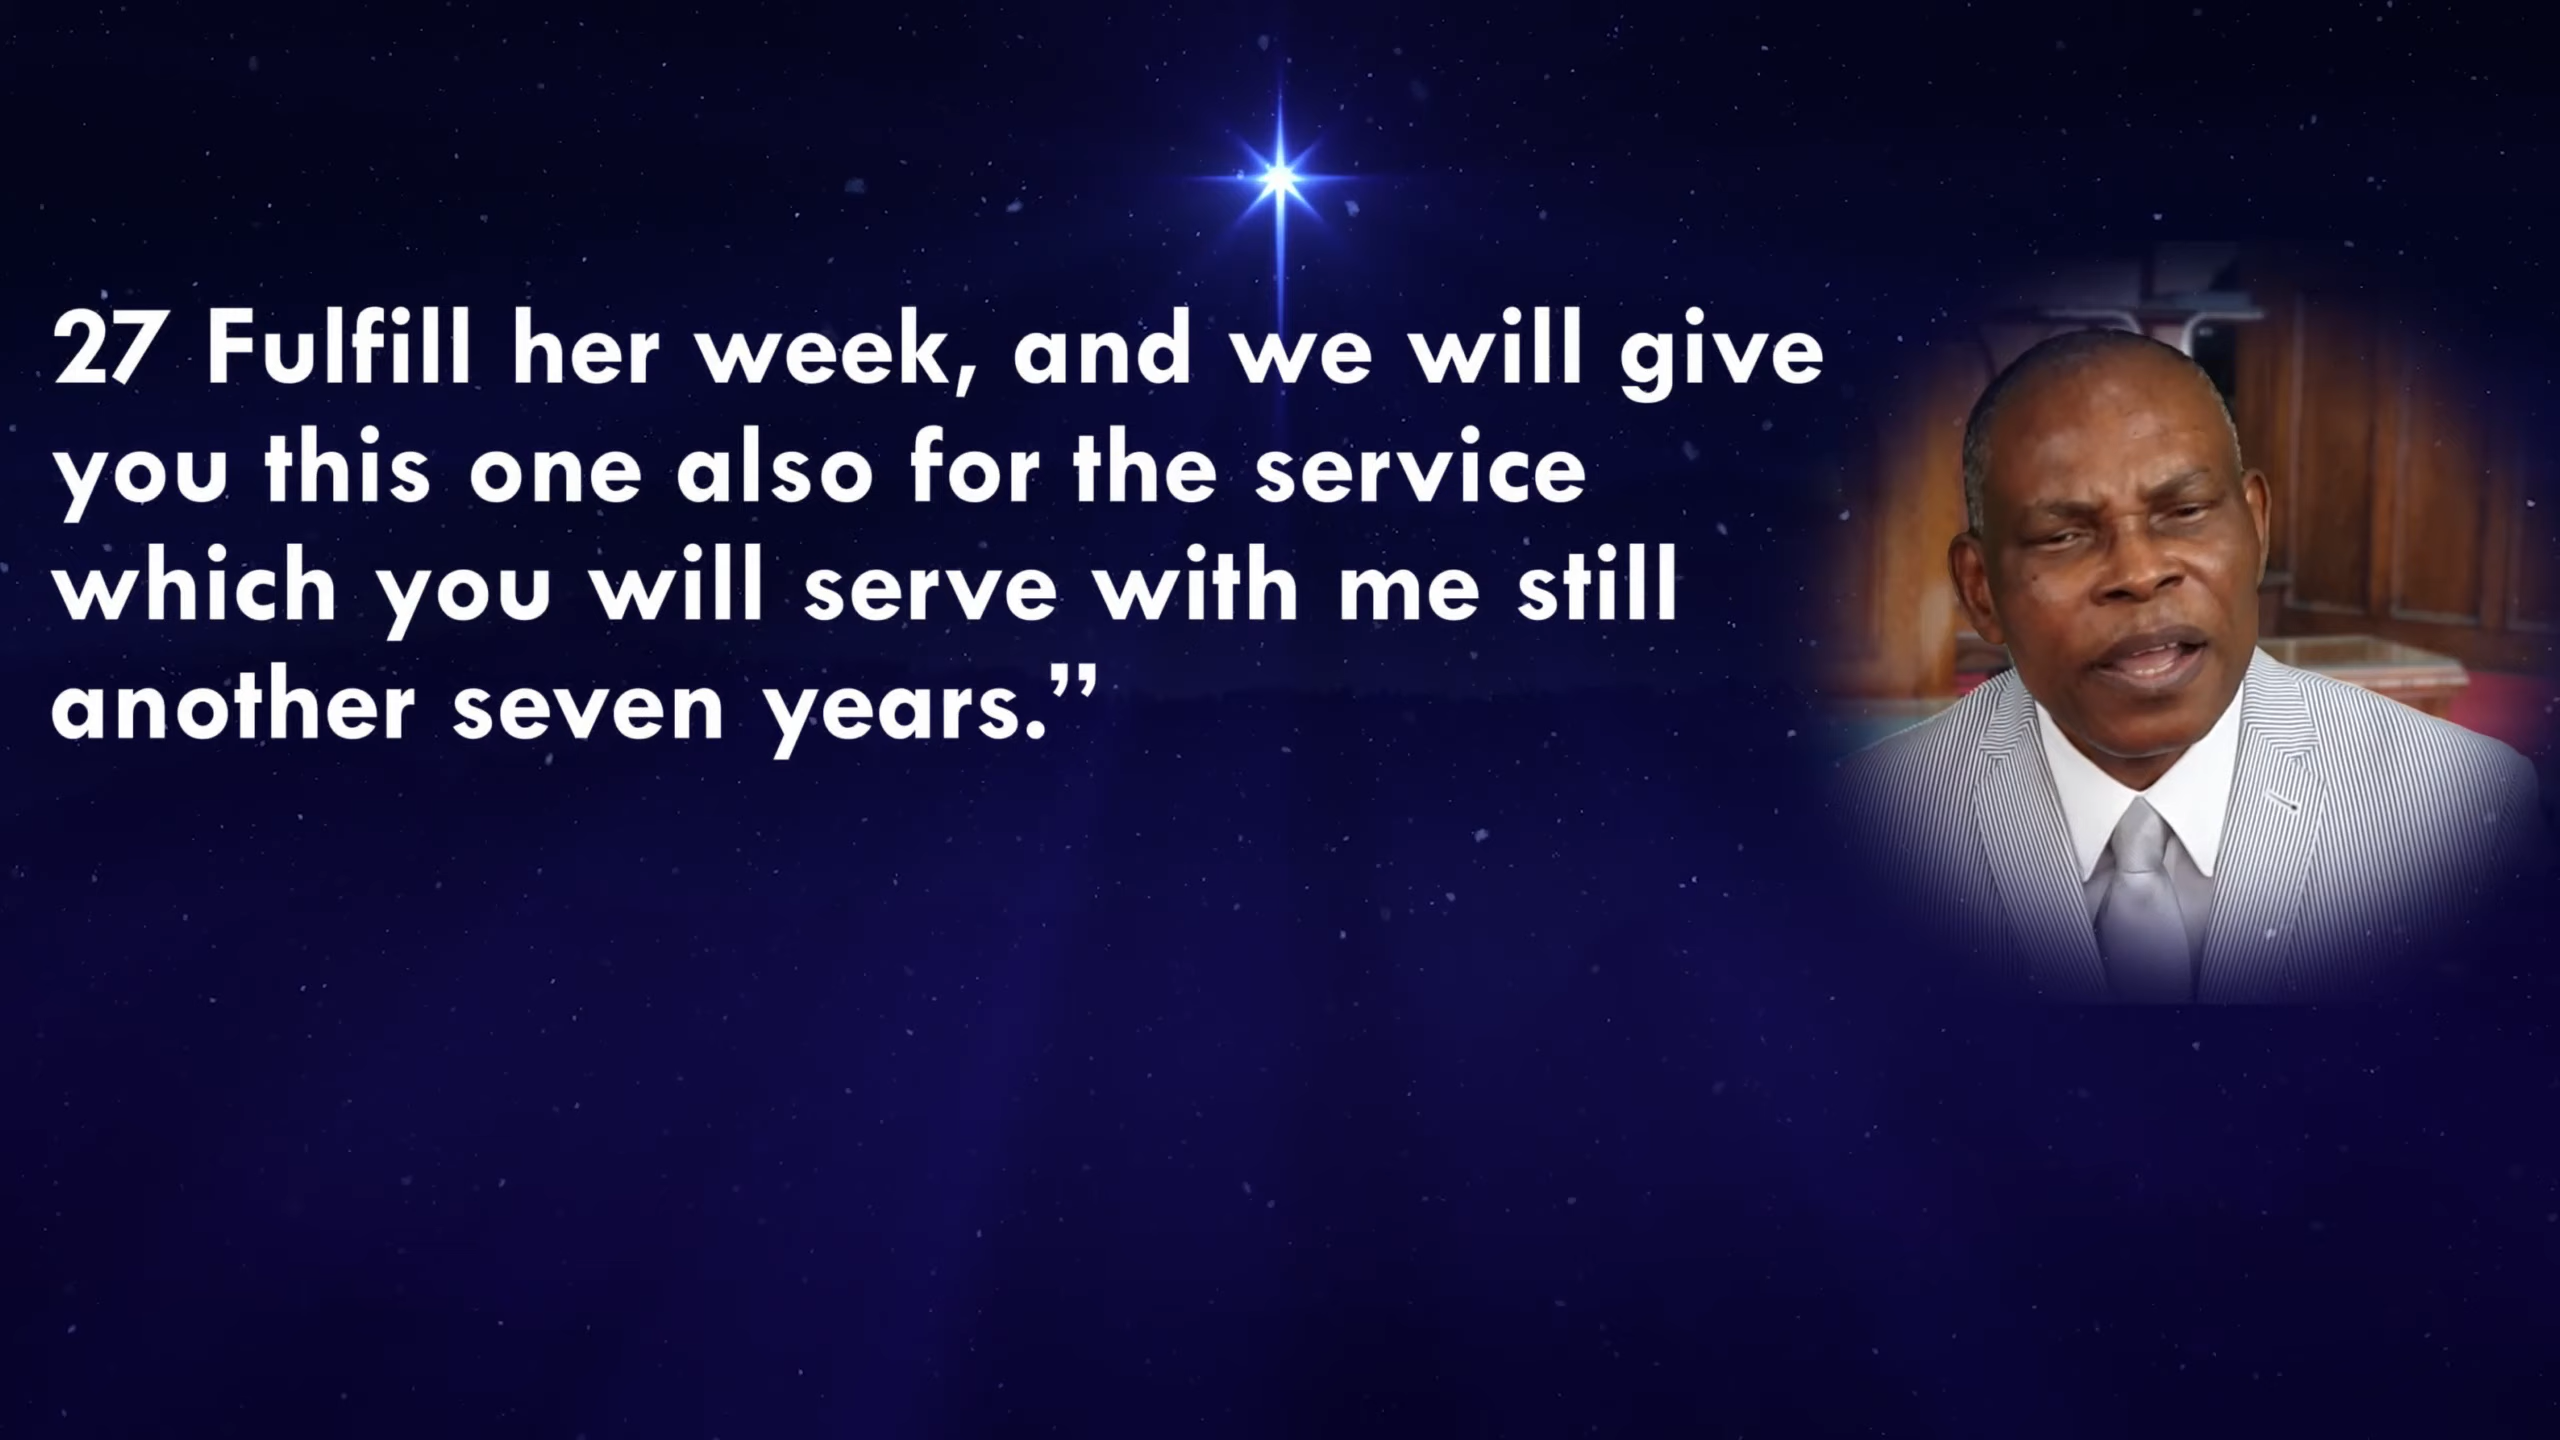 27 Fulfill her week, and we will give
you this one also for the service
which you will serve with me still
another seven years.”